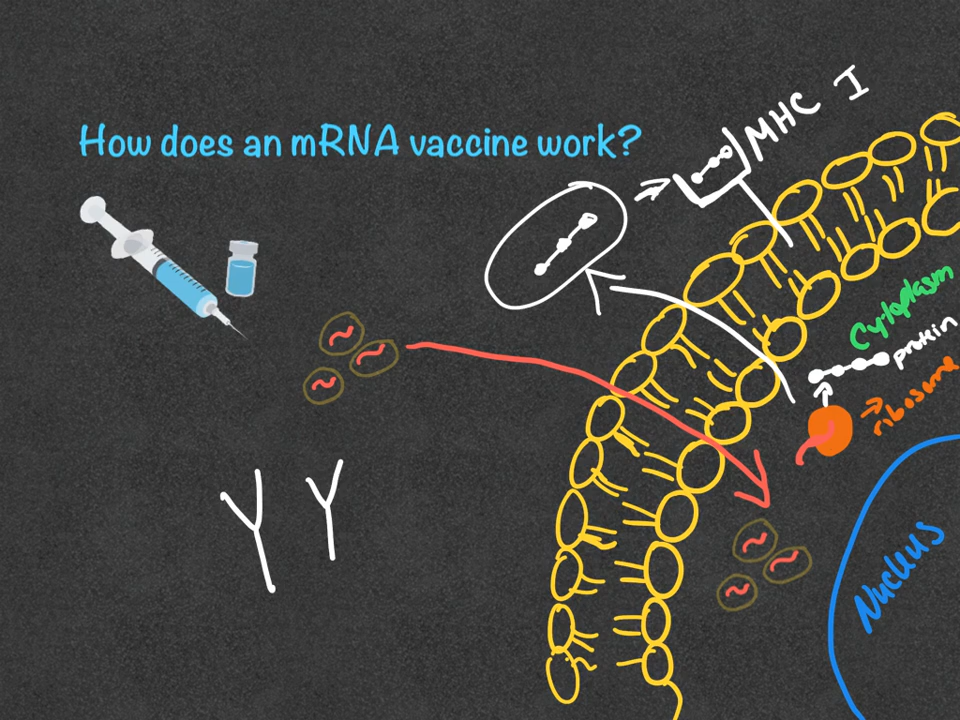 How does an mRNA vaccine work?
MHC I
Cytoplasm
protein
ribosome
Nucleus